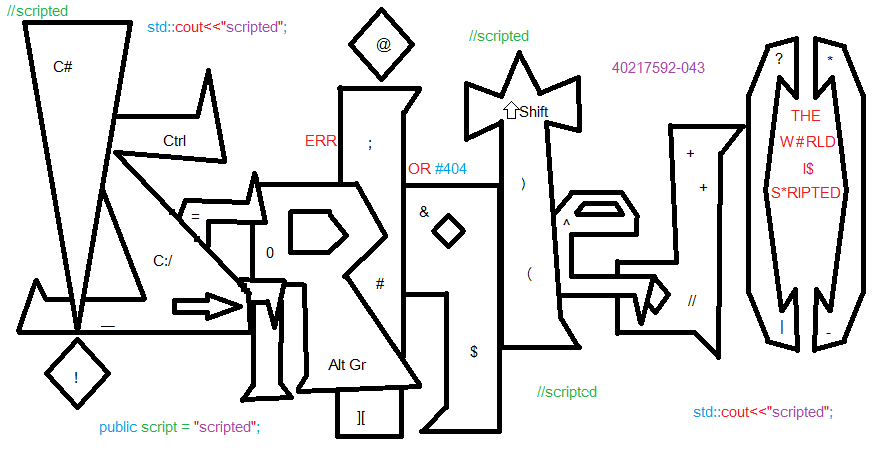 //scripted
std::cout<<"scripted";
@
//scripted
40217592-043
C#
Ctrl
ERR
;
OR #404
⇧Shift
?
*
THE
W#RLD
I$
S*RIPTED
+
+
=
&
)
^
0
C:/
#
(
//
_
$
|
-
!
Alt Gr
][
scripted
//scriptcd
public script = "scripted";
std::cout<<"scripted";